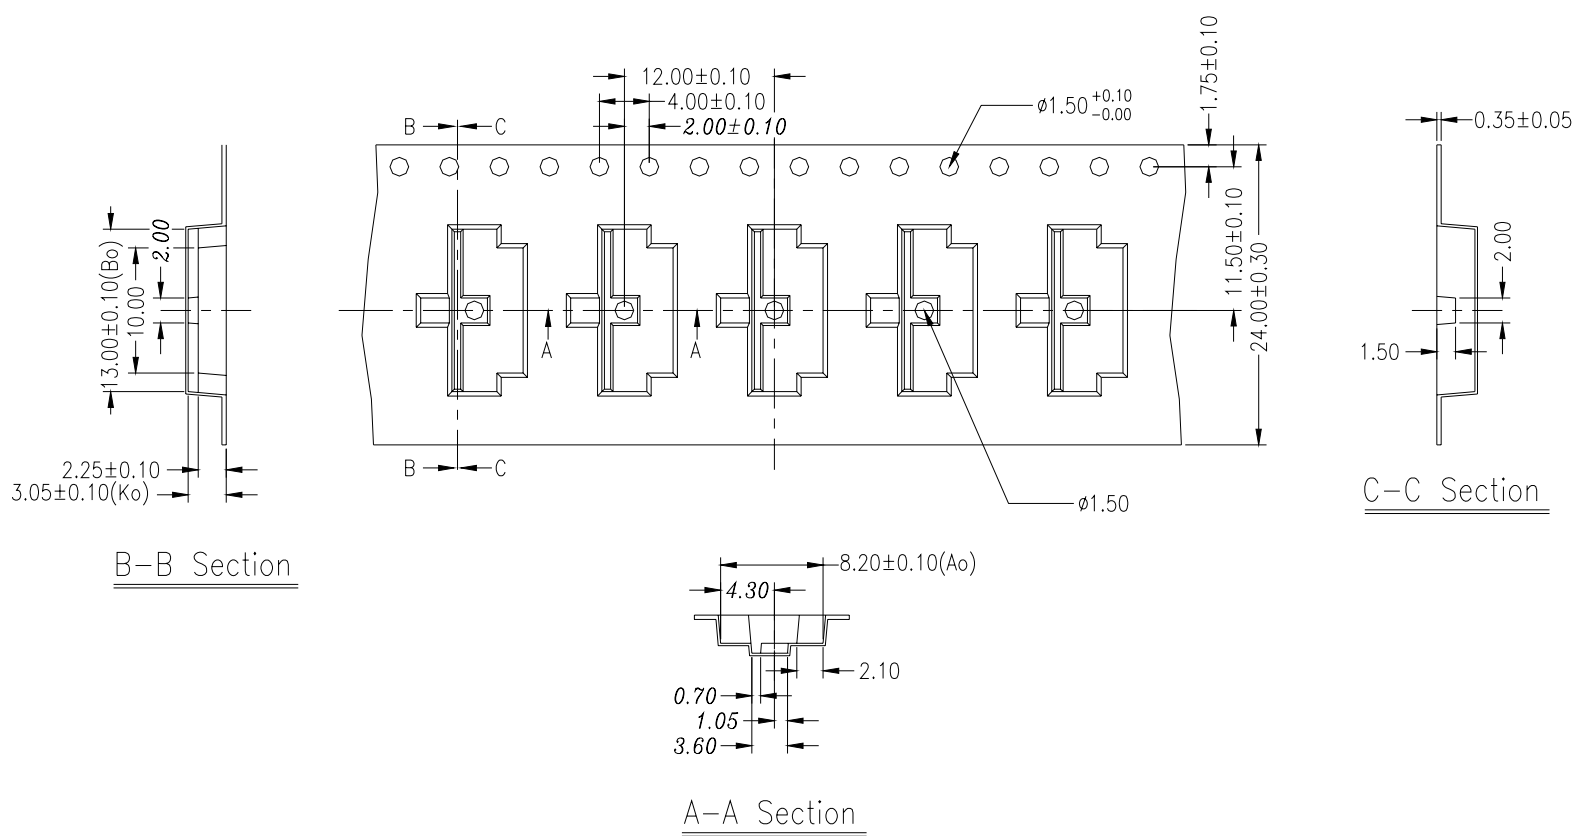 1.75±0.10
12.00±0.10
4.00±0.10
2.00±0.10
ø1.50 +0.10 -0.00
0.35±0.05
B C
2.00
13.00±0.10(Bo)
10.00
11.50±0.10
24.00±0.30
2.00
A A
1.50
2.25±0.10
3.05±0.10(Ko)
B C
ø1.50
C-C Section
B-B Section
8.20±0.10(Ao)
4.30
2.10
0.70
1.05
3.60
A-A Section